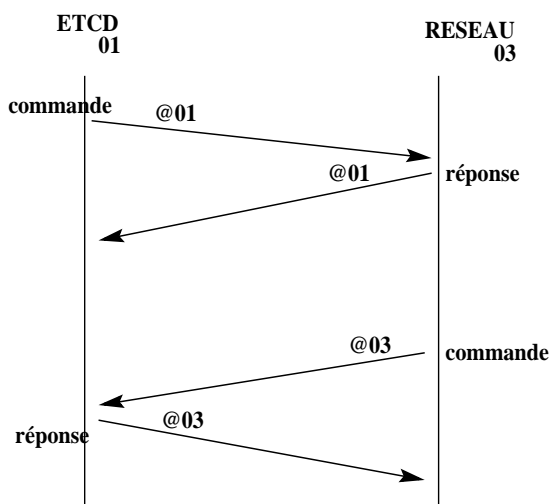 ETCD
01
RESEAU
03
commande
@01
@01
réponse
@03
commande
@03
réponse